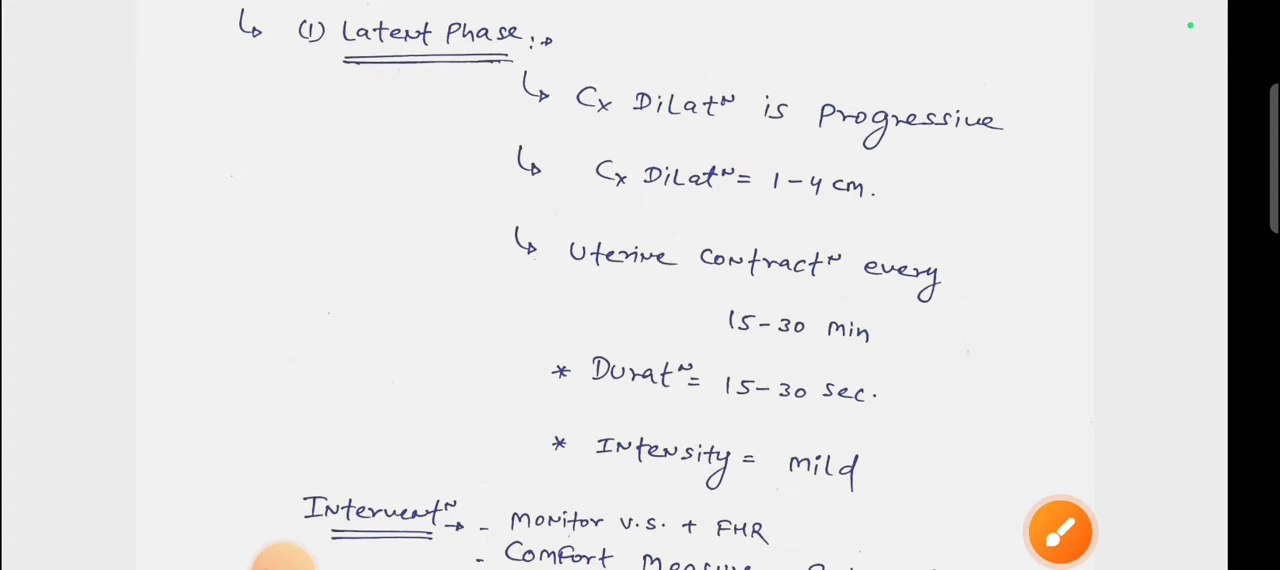 ↳ (1) Latent Phase :→
↳ Cx Dilatⁿ is Progressive
↳ Cx Dilatⁿ = 1-4 cm.
↳ Uterine contractⁿ every
15-30 min
* Duratⁿ = 15-30 sec.
* Intensity = mild
Interventⁿ → - Monitor v.s. + FHR
- Comfort Measure